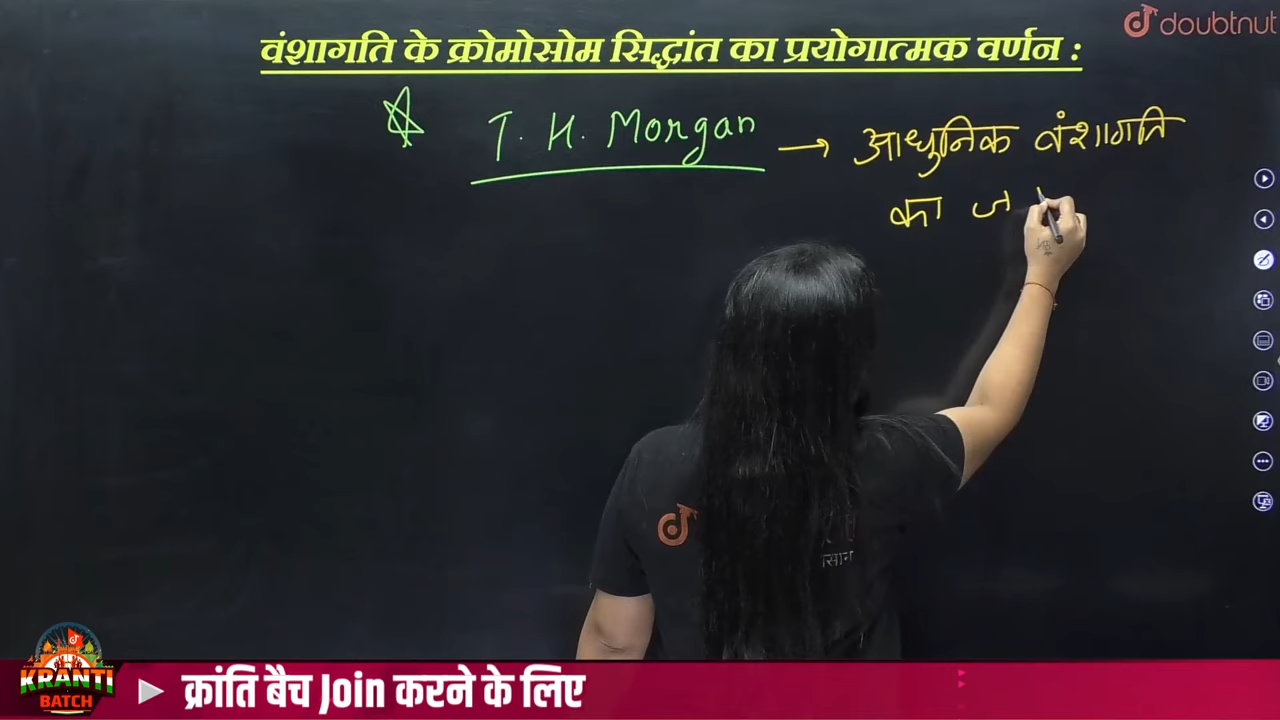 doubtnut
वंशागति के क्रोमोसोम सिद्धांत का प्रयोगात्मक वर्णन :
T. H. Morgan → आधुनिक वंशागति
का ज
सान
KRANTI
BATCH
क्रांति बैच Join करने के लिए